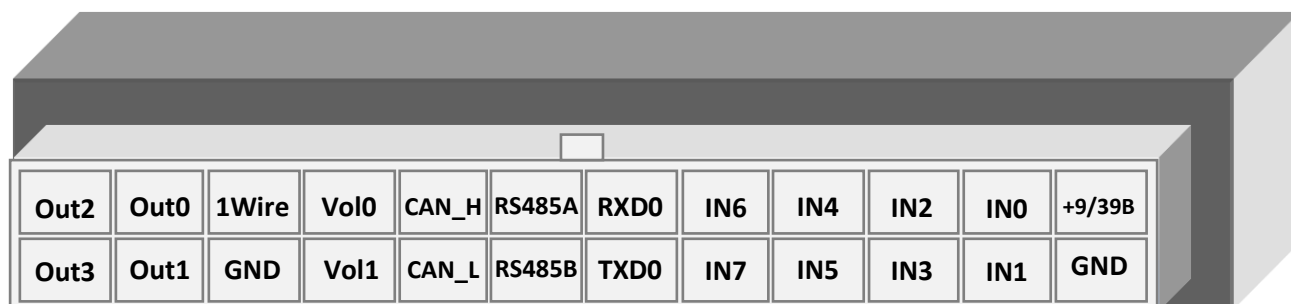 Out2 Out0 1Wire Vol0 CAN_H RS485A RXD0 IN6 IN4 IN2 IN0 +9/39B
Out3 Out1 GND Vol1 CAN_L RS485B TXD0 IN7 IN5 IN3 IN1 GND